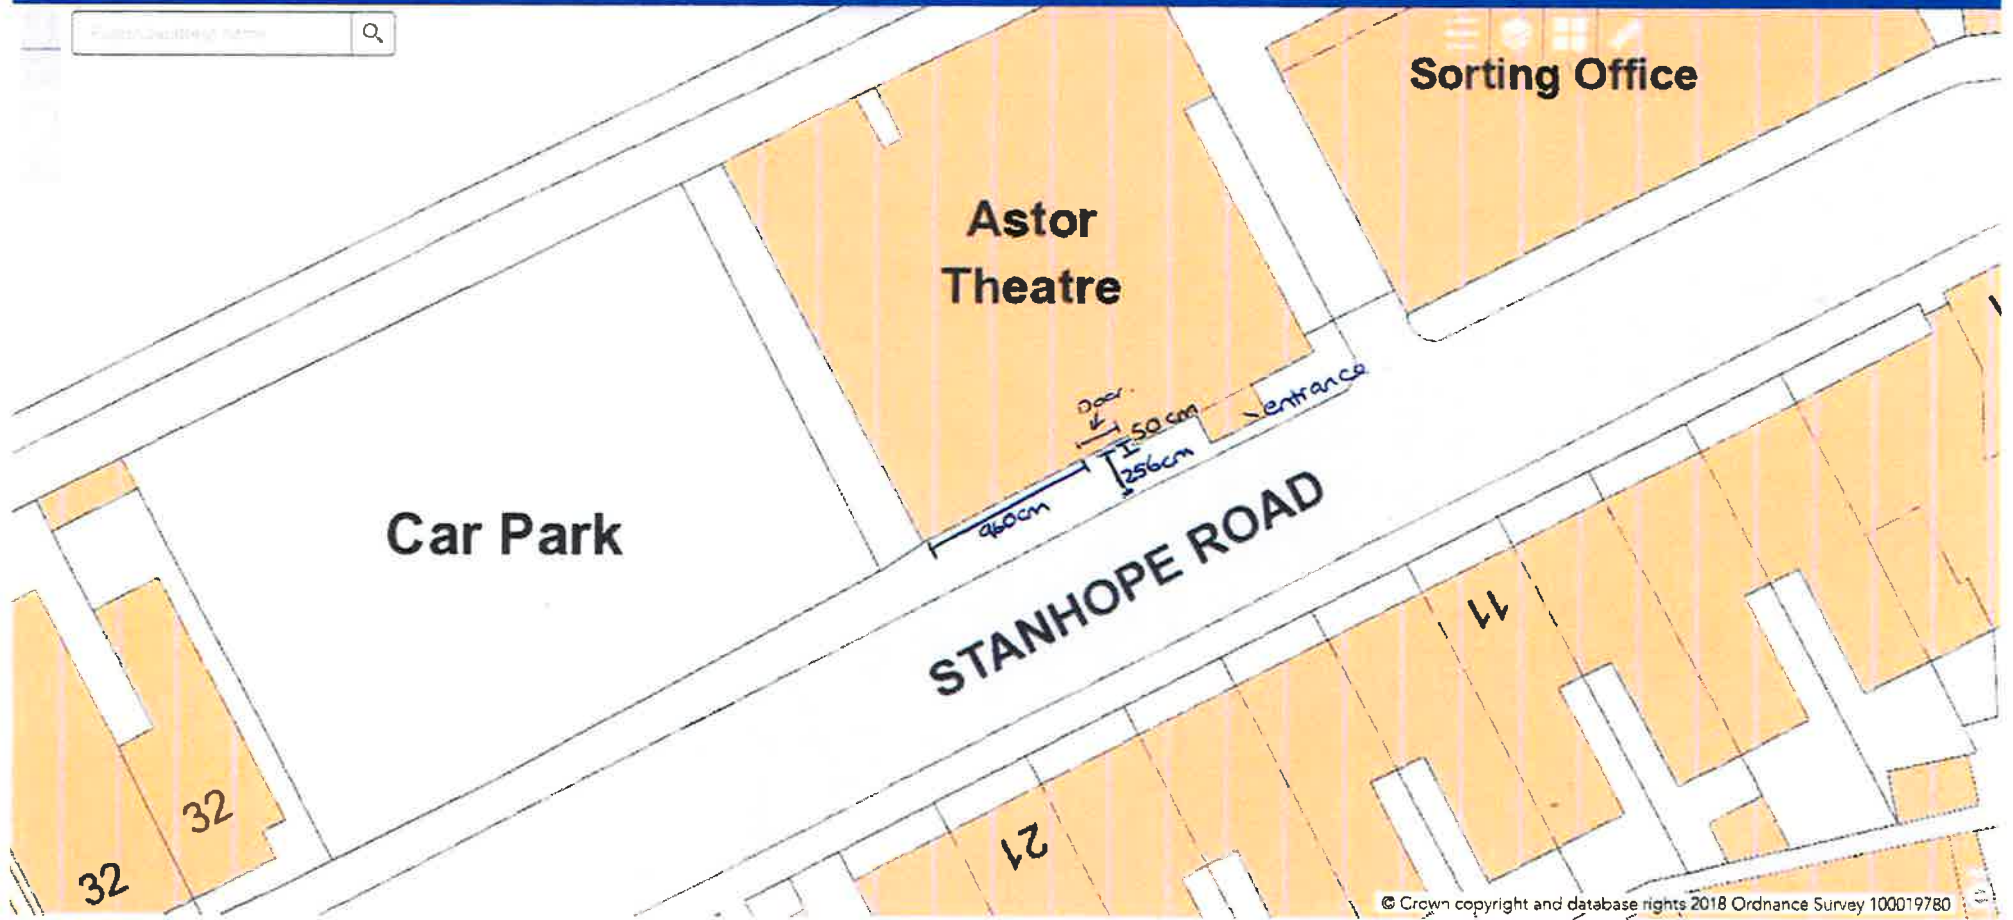 Sorting Office
Astor
Theatre
Door.
50 cm
entrance
256cm
960cm
Car Park
STANHOPE ROAD
11
21
32
32
© Crown copyright and database rights 2018 Ordnance Survey 100019780